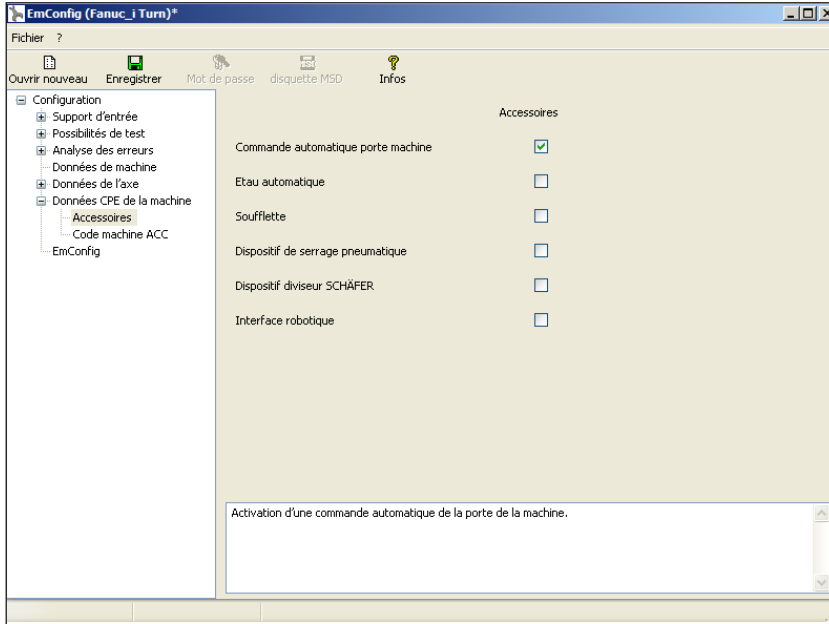 EmConfig (Fanuc_i Turn)*
Fichier ?
Ouvrir nouveau Enregistrer Mot de passe disquette MSD Infos
Configuration
Support d'entrée
Possibilités de test
Analyse des erreurs
Données de machine
Données de l'axe
Données CPE de la machine
Accessoires
Code machine ACC
EmConfig
Accessoires
Commande automatique porte machine
Etau automatique
Soufflette
Dispositif de serrage pneumatique
Dispositif diviseur SCHÄFER
Interface robotique
Activation d'une commande automatique de la porte de la machine.